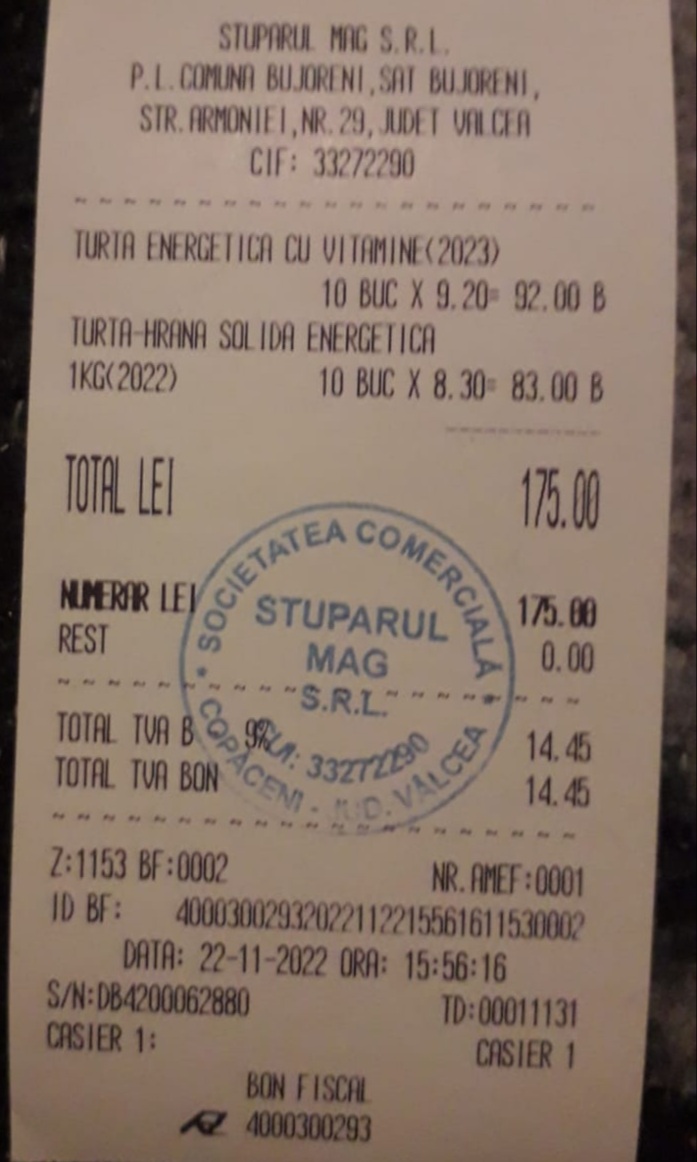 STUPARUL MAG S.R.L.
P.L.COMUNA BUJORENI,SAT BUJORENI,
STR.ARMONIEI,NR.29,JUDET VALCEA
CIF: 33272290
TURTA ENERGETICA CU VITAMINE(2023)
10 BUC X 9.20= 92.00 B
TURTA-HRANA SOLIDA ENERGETICA
1KG(2022) 10 BUC X 8.30= 83.00 B
TOTAL LEI 175.00
NUMERAR LEI 175.00
REST 0.00
SOCIETATEA COMERCIALĂ
STUPARUL
MAG
S.R.L.
CUI: 33272290
COPĂCENI - JUD. VÂLCEA
TOTAL TVA B 9% 14.45
TOTAL TVA BON 14.45
Z:1153 BF:0002 NR.AMEF:0001
ID BF: 40003002932022112215561611530002
DATA: 22-11-2022 ORA: 15:56:16
S/N:DB4200062880 TD:00011131
CASIER 1: CASIER 1
BON FISCAL
4000300293